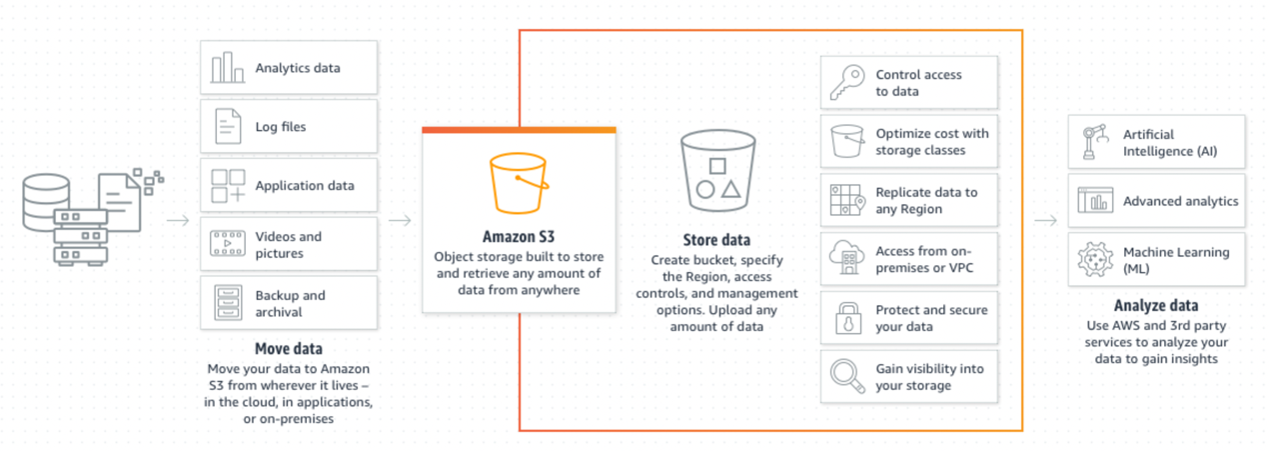 Analytics data
Log files
Application data
Videos and
pictures
Backup and
archival
Move data
Move your data to Amazon
S3 from wherever it lives –
in the cloud, in applications,
or on-premises
Amazon S3
Object storage built to store
and retrieve any amount of
data from anywhere
Store data
Create bucket, specify
the Region, access
controls, and management
options. Upload any
amount of data
Control access
to data
Optimize cost with
storage classes
Replicate data to
any Region
Access from on-
premises or VPC
Protect and secure
your data
Gain visibility into
your storage
Artificial
Intelligence (AI)
Advanced analytics
Machine Learning
(ML)
Analyze data
Use AWS and 3rd party
services to analyze your
data to gain insights